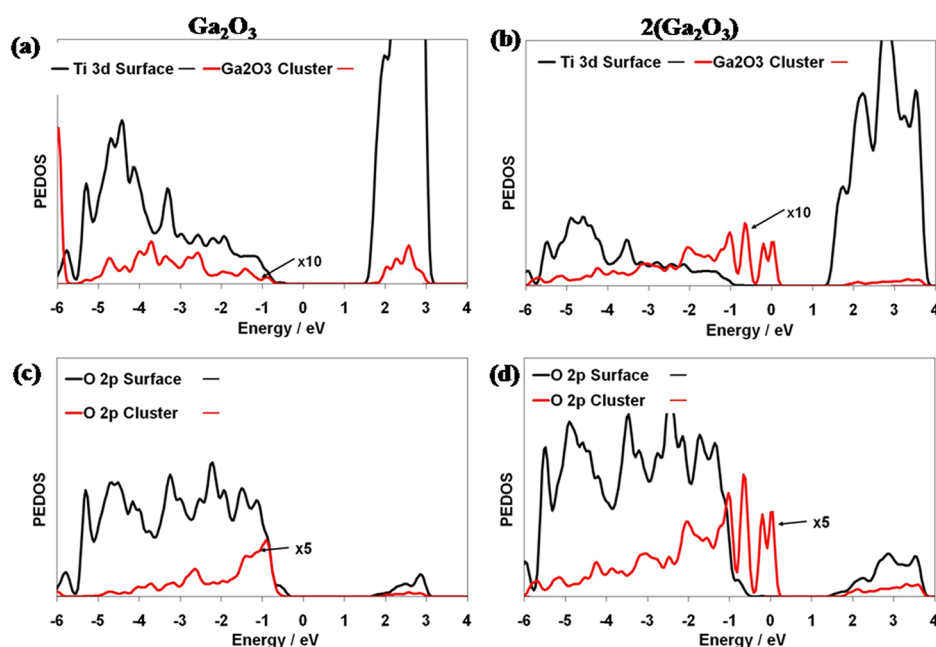 Ga₂O₃
2(Ga₂O₃)
(a)
Ti 3d Surface
Ga2O3 Cluster
PEDOS
x10
-6 -5 -4 -3 -2 -1 0 1 2 3 4
Energy / eV
(b)
Ti 3d Surface
Ga2O3 Cluster
PEDOS
x10
-6 -5 -4 -3 -2 -1 0 1 2 3 4
Energy / eV
(c)
O 2p Surface
O 2p Cluster
PEDOS
x5
-6 -5 -4 -3 -2 -1 0 1 2 3 4
Energy / eV
(d)
O 2p Surface
O 2p Cluster
PEDOS
x5
-6 -5 -4 -3 -2 -1 0 1 2 3 4
Energy / eV